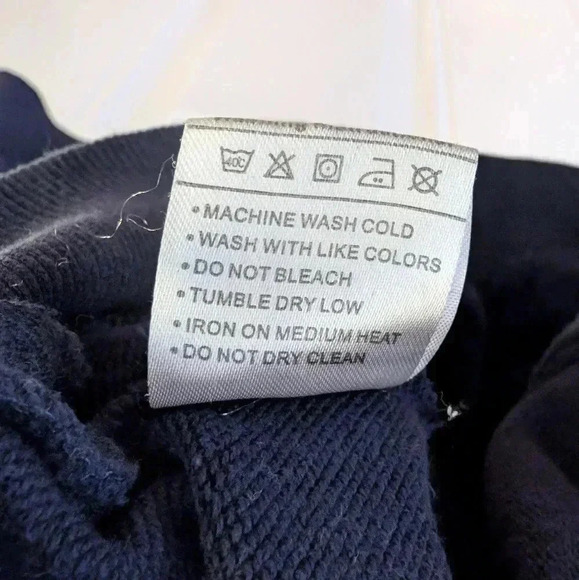 40C
• MACHINE WASH COLD
• WASH WITH LIKE COLORS
• DO NOT BLEACH
• TUMBLE DRY LOW
• IRON ON MEDIUM HEAT
• DO NOT DRY CLEAN